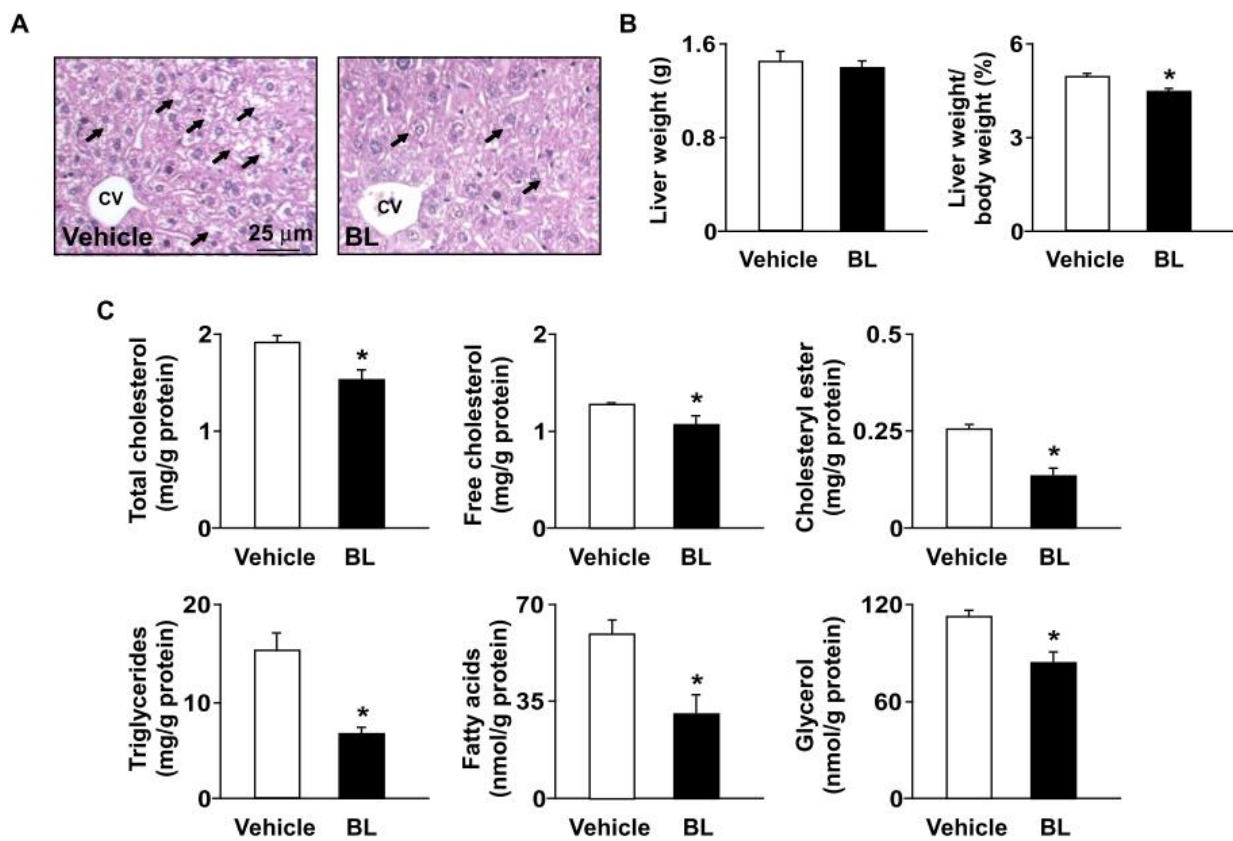 A
CV
Vehicle
25 μm
CV
BL
B
Liver weight (g)
1.6
0.8
0
Vehicle BL
Liver weight/
body weight (%)
6
4
0
*
Vehicle BL
C
Total cholesterol
(mg/g protein)
2
1
0
*
Vehicle BL
Free cholesterol
(mg/g protein)
2
1
0
*
Vehicle BL
Cholesteryl ester
(mg/g protein)
0.5
0.25
0
*
Vehicle BL
Triglycerides
(mg/g protein)
20
10
0
*
Vehicle BL
Fatty acids
(nmol/g protein)
70
35
0
*
Vehicle BL
Glycerol
(nmol/g protein)
120
60
0
*
Vehicle BL